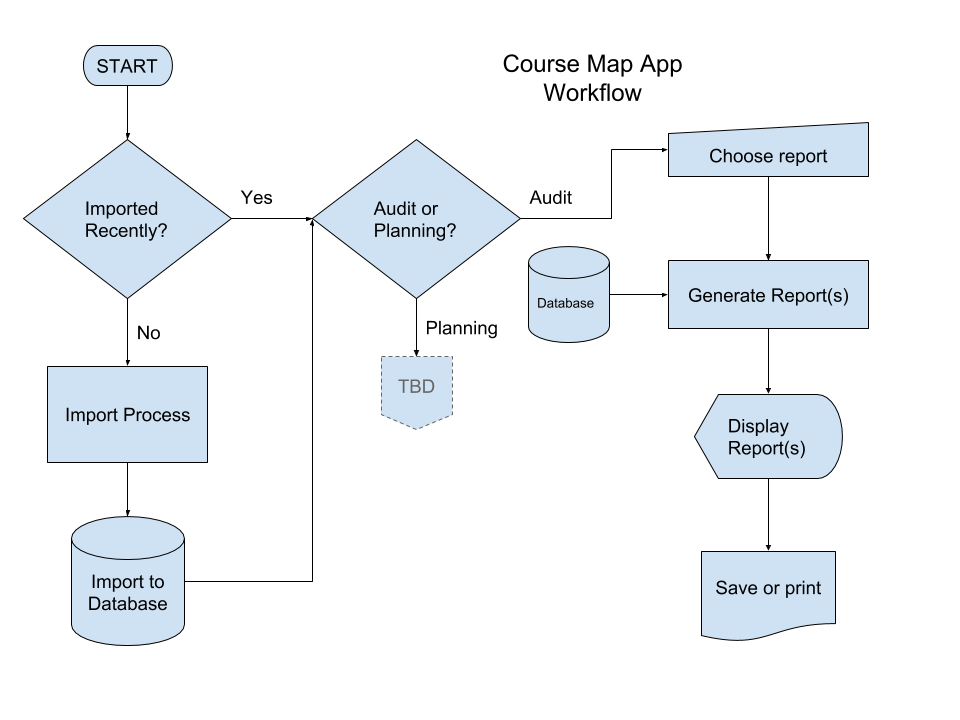 START
Course Map App
Workflow
Choose report
Imported
Recently?
Yes
Audit or
Planning?
Audit
Database
Generate Report(s)
No
Planning
TBD
Import Process
Display
Report(s)
Import to
Database
Save or print